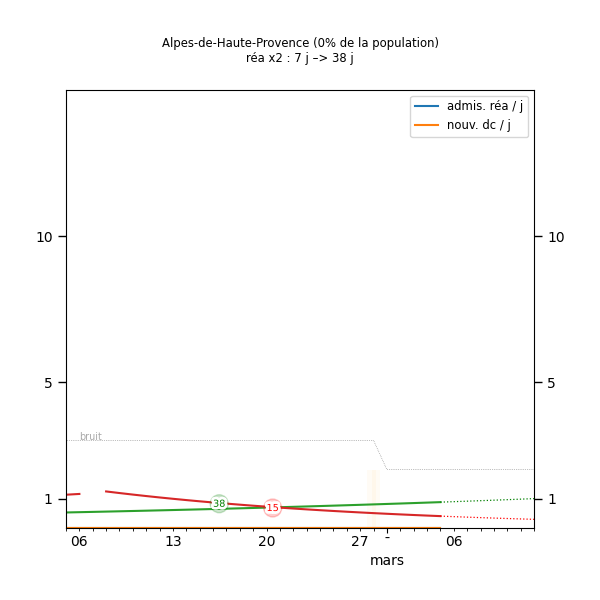 Alpes-de-Haute-Provence (0% de la population)
réa x2 : 7 j –> 38 j
admis. réa / j
nouv. dc / j
10
10
5
5
bruit
1
1
38
15
06
13
20
27
-
06
mars